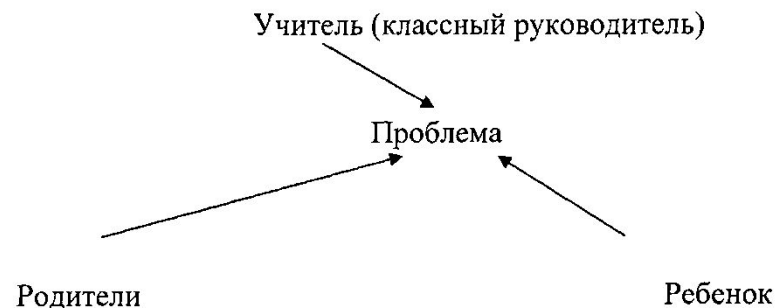 Учитель (классный руководитель)
Проблема
Родители
Ребенок